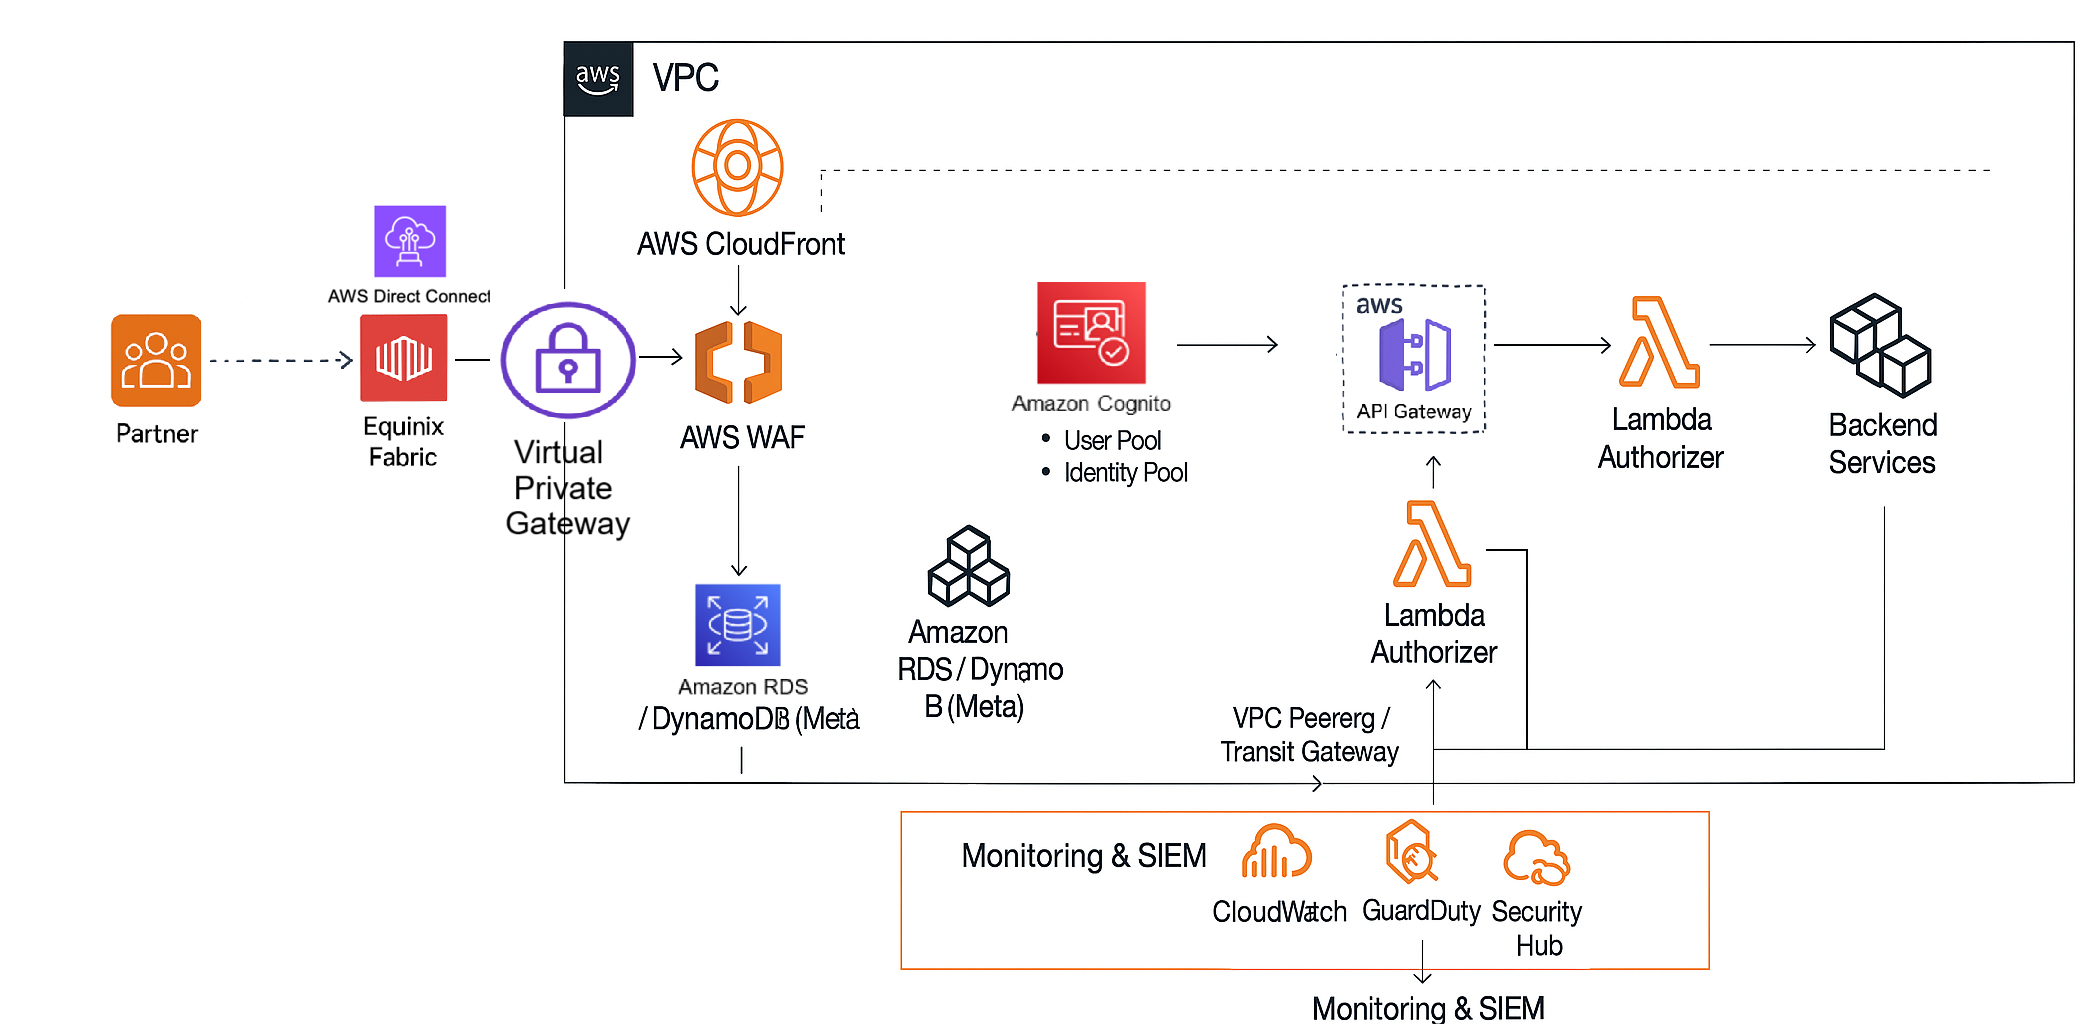 aws
VPC
AWS CloudFront
AWS Direct Connect
Partner
Equinix
Fabric
Virtual
Private
Gateway
AWS WAF
Amazon Cognito
• User Pool
• Identity Pool
aws
API Gateway
Lambda
Authorizer
Backend
Services
Lambda
Authorizer
Amazon RDS
/ DynamoDB (Meta
Amazon
RDS / Dynamo
B (Meta)
VPC Peererg /
Transit Gateway
Monitoring & SIEM
CloudWatch
GuardDuty
Security
Hub
Monitoring & SIEM